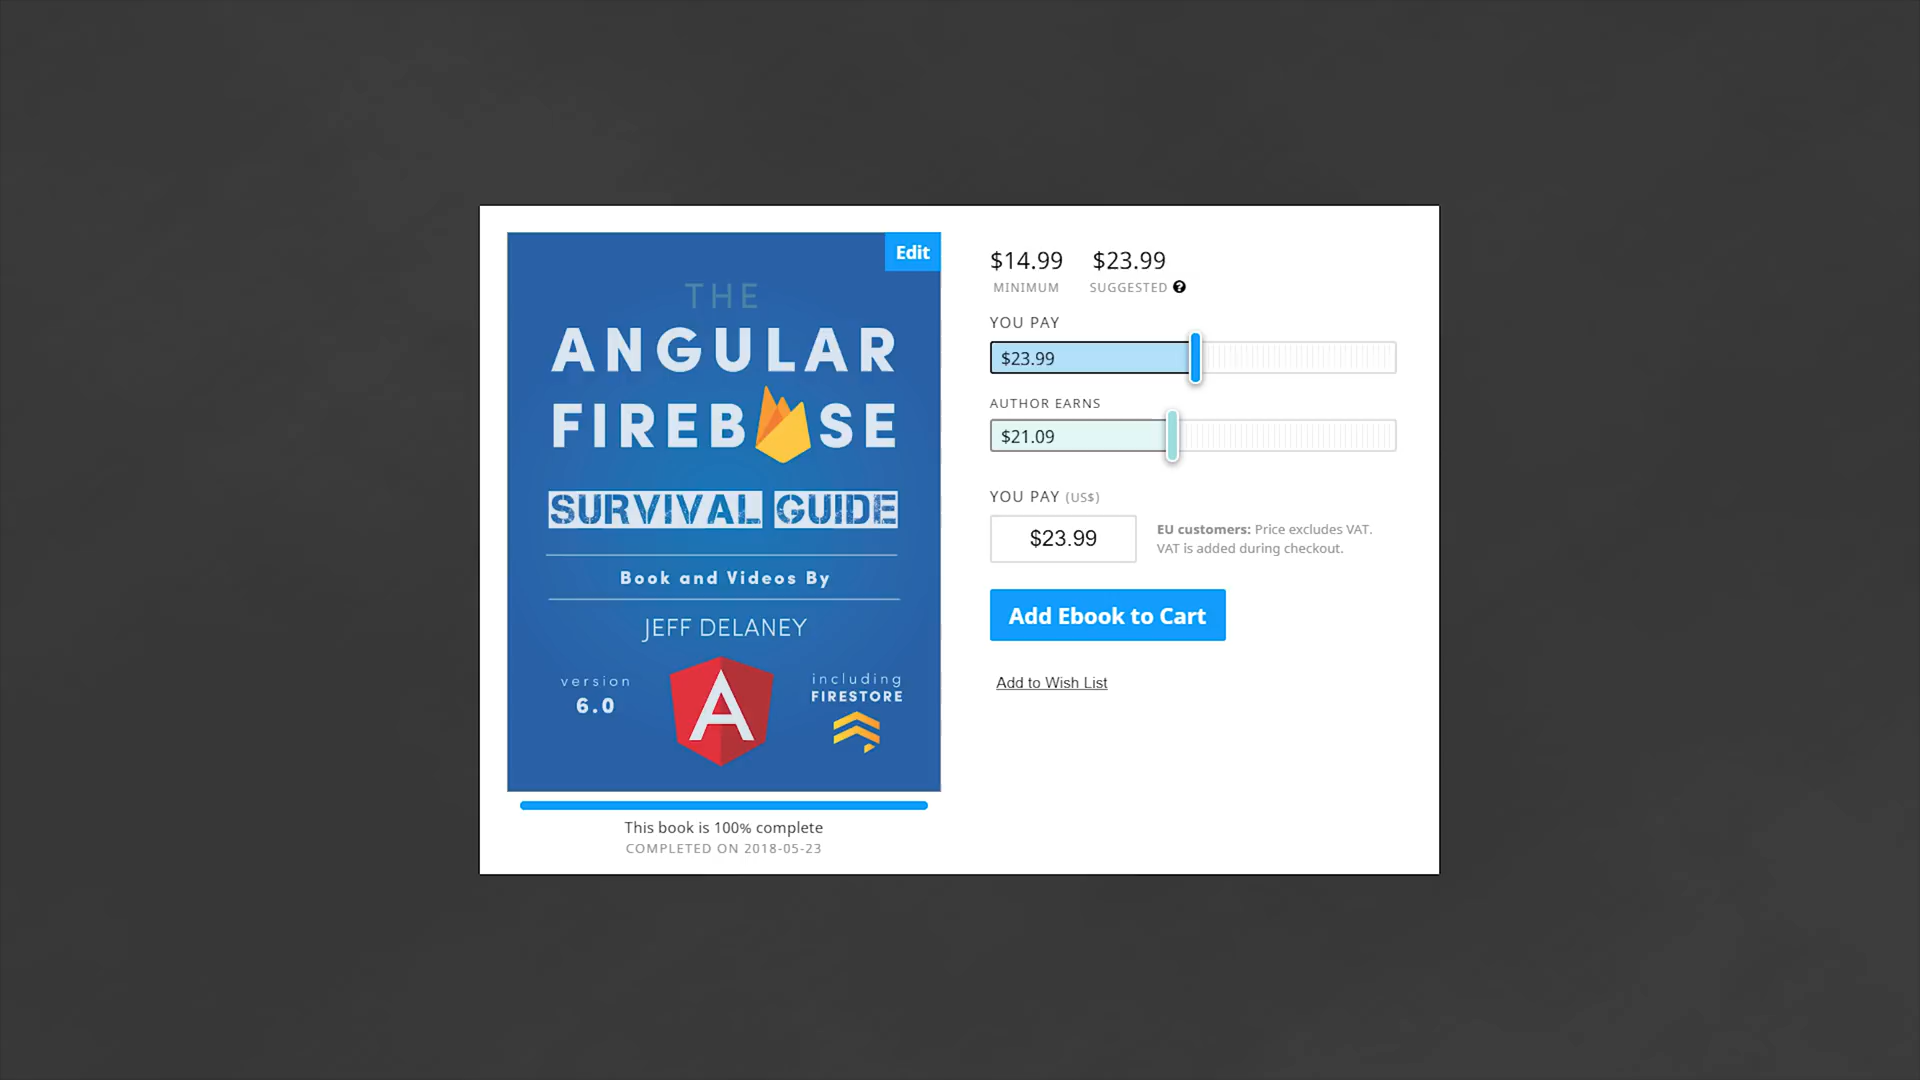 Edit
THE
ANGULAR
FIREBASE
SURVIVAL GUIDE
Book and Videos By
JEFF DELANEY
version
6.0
A
including
FIRESTORE
This book is 100% complete
COMPLETED ON 2018-05-23
$14.99 $23.99
MINIMUM SUGGESTED ?
YOU PAY
$23.99
AUTHOR EARNS
$21.09
YOU PAY (US$)
$23.99
EU customers: Price excludes VAT.
VAT is added during checkout.
Add Ebook to Cart
Add to Wish List